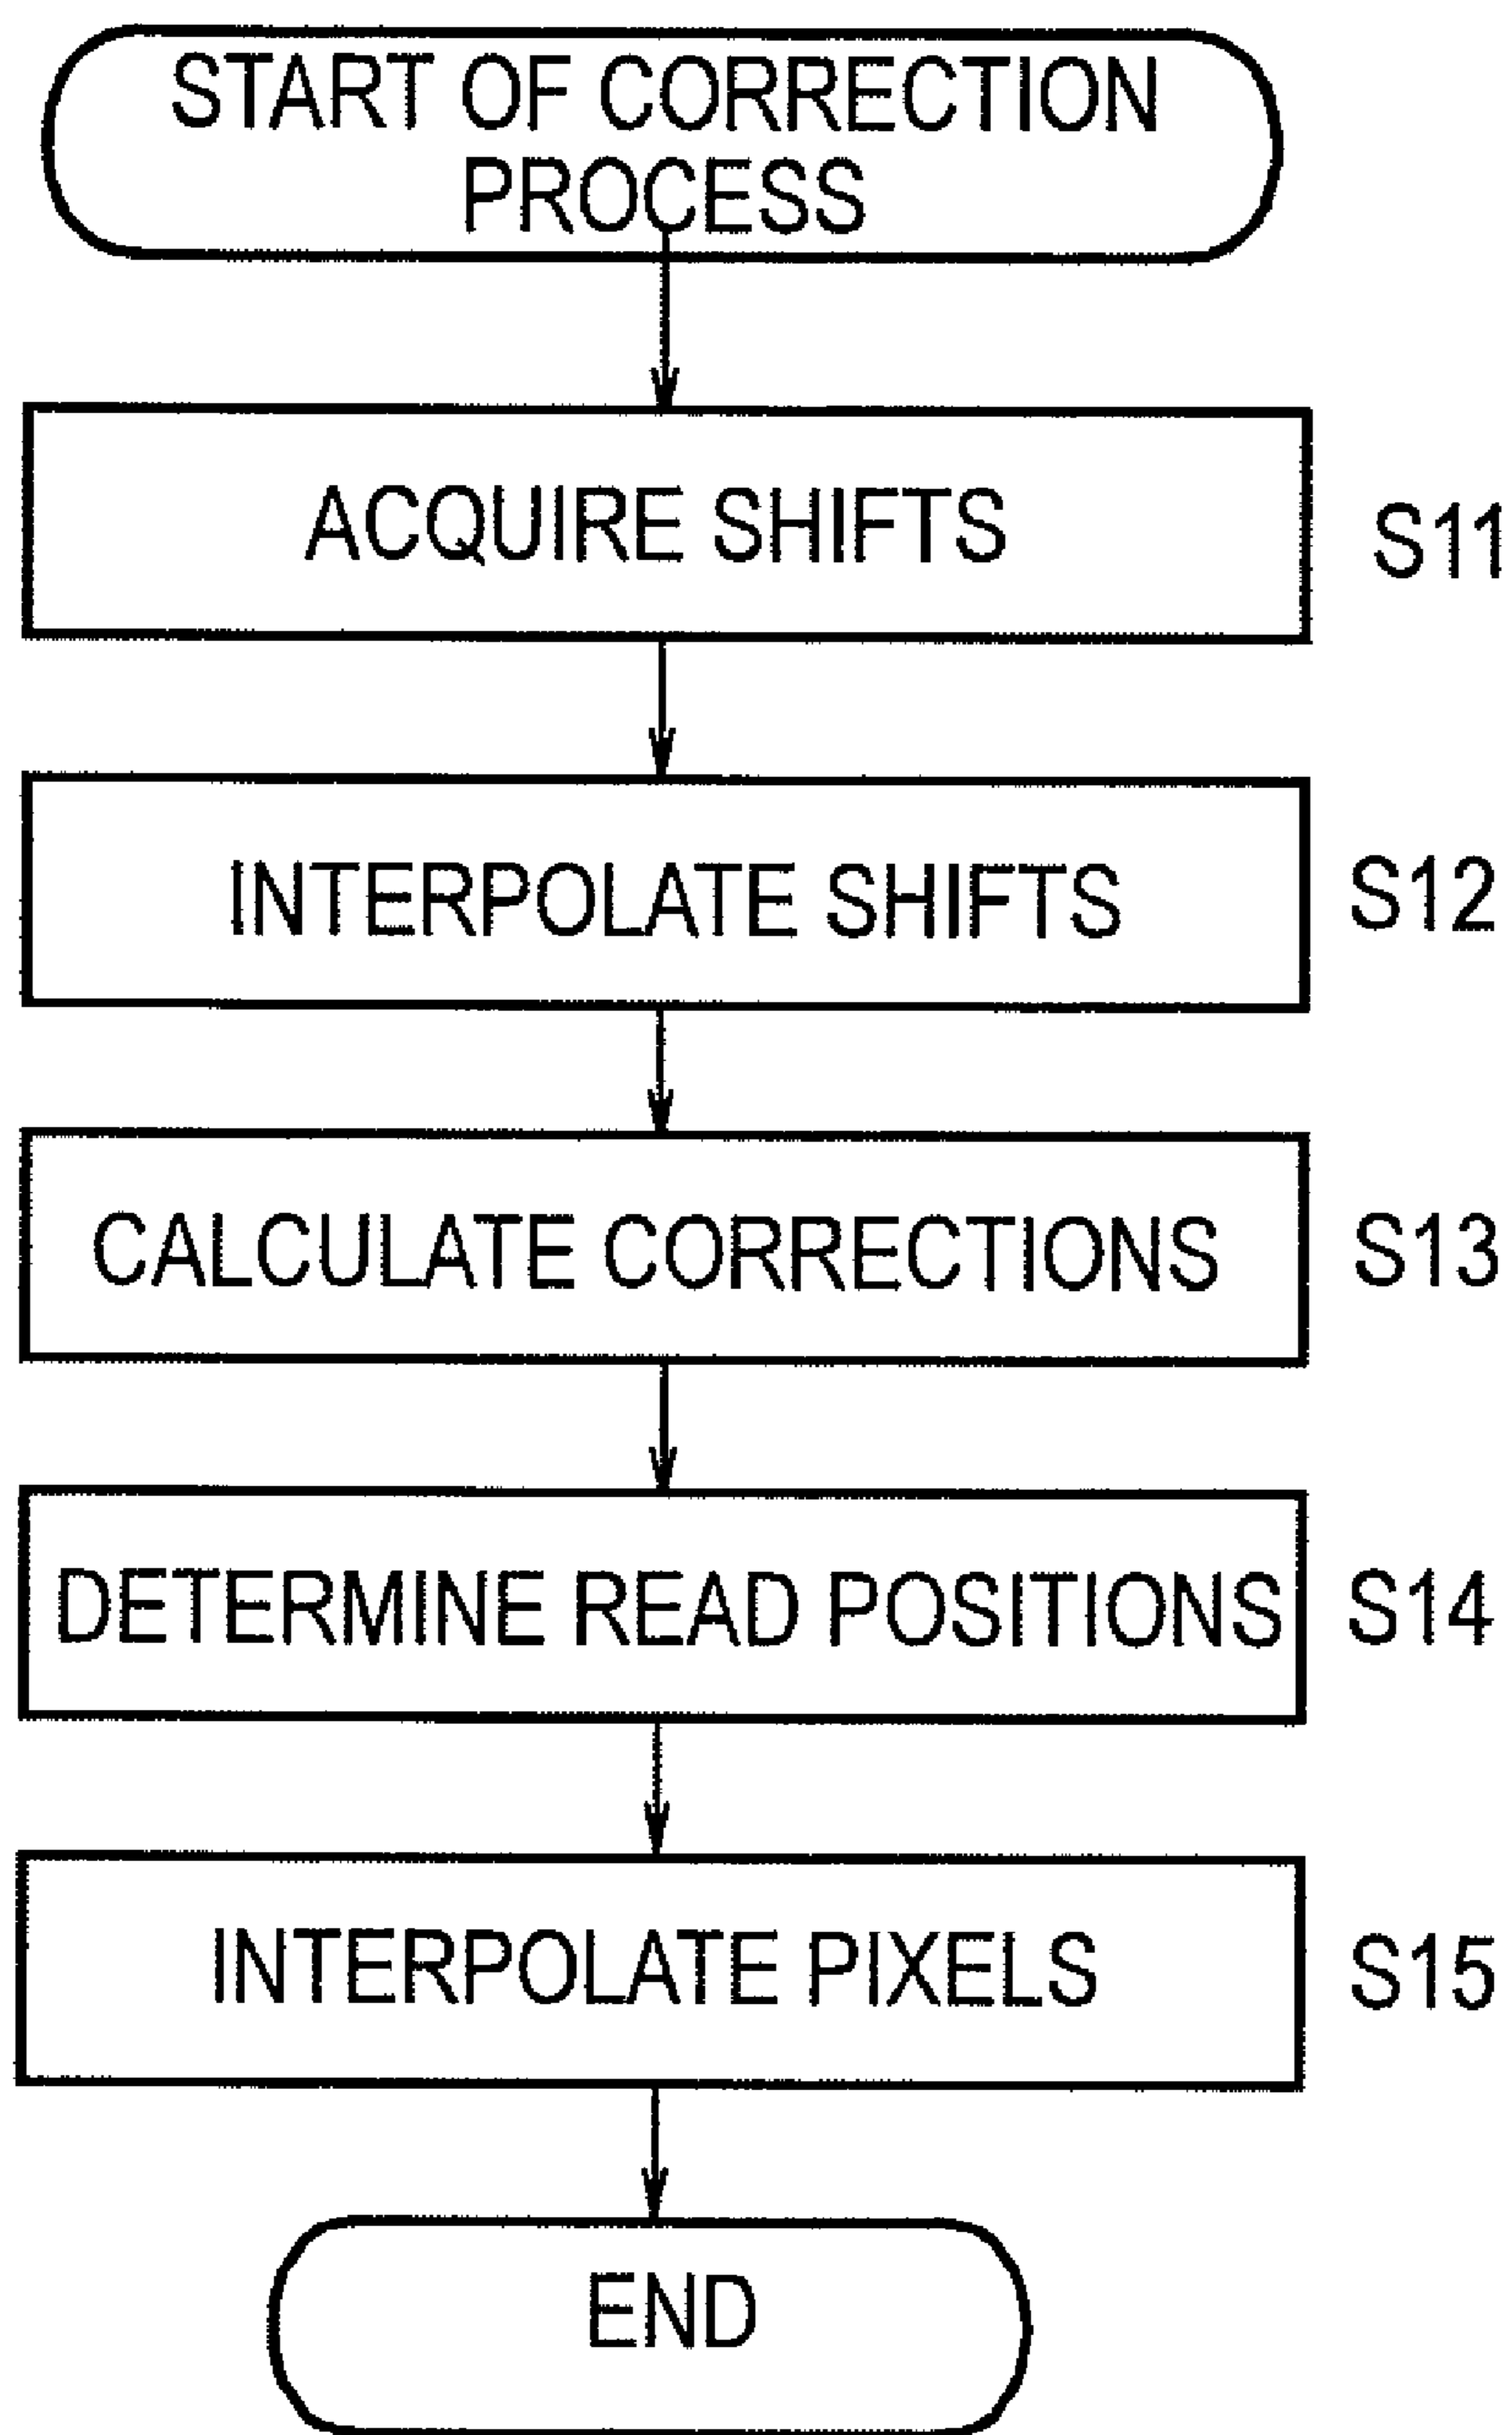 START OF CORRECTION
PROCESS
ACQUIRE SHIFTS
S11
INTERPOLATE SHIFTS
S12
CALCULATE CORRECTIONS
S13
DETERMINE READ POSITIONS
S14
INTERPOLATE PIXELS
S15
END